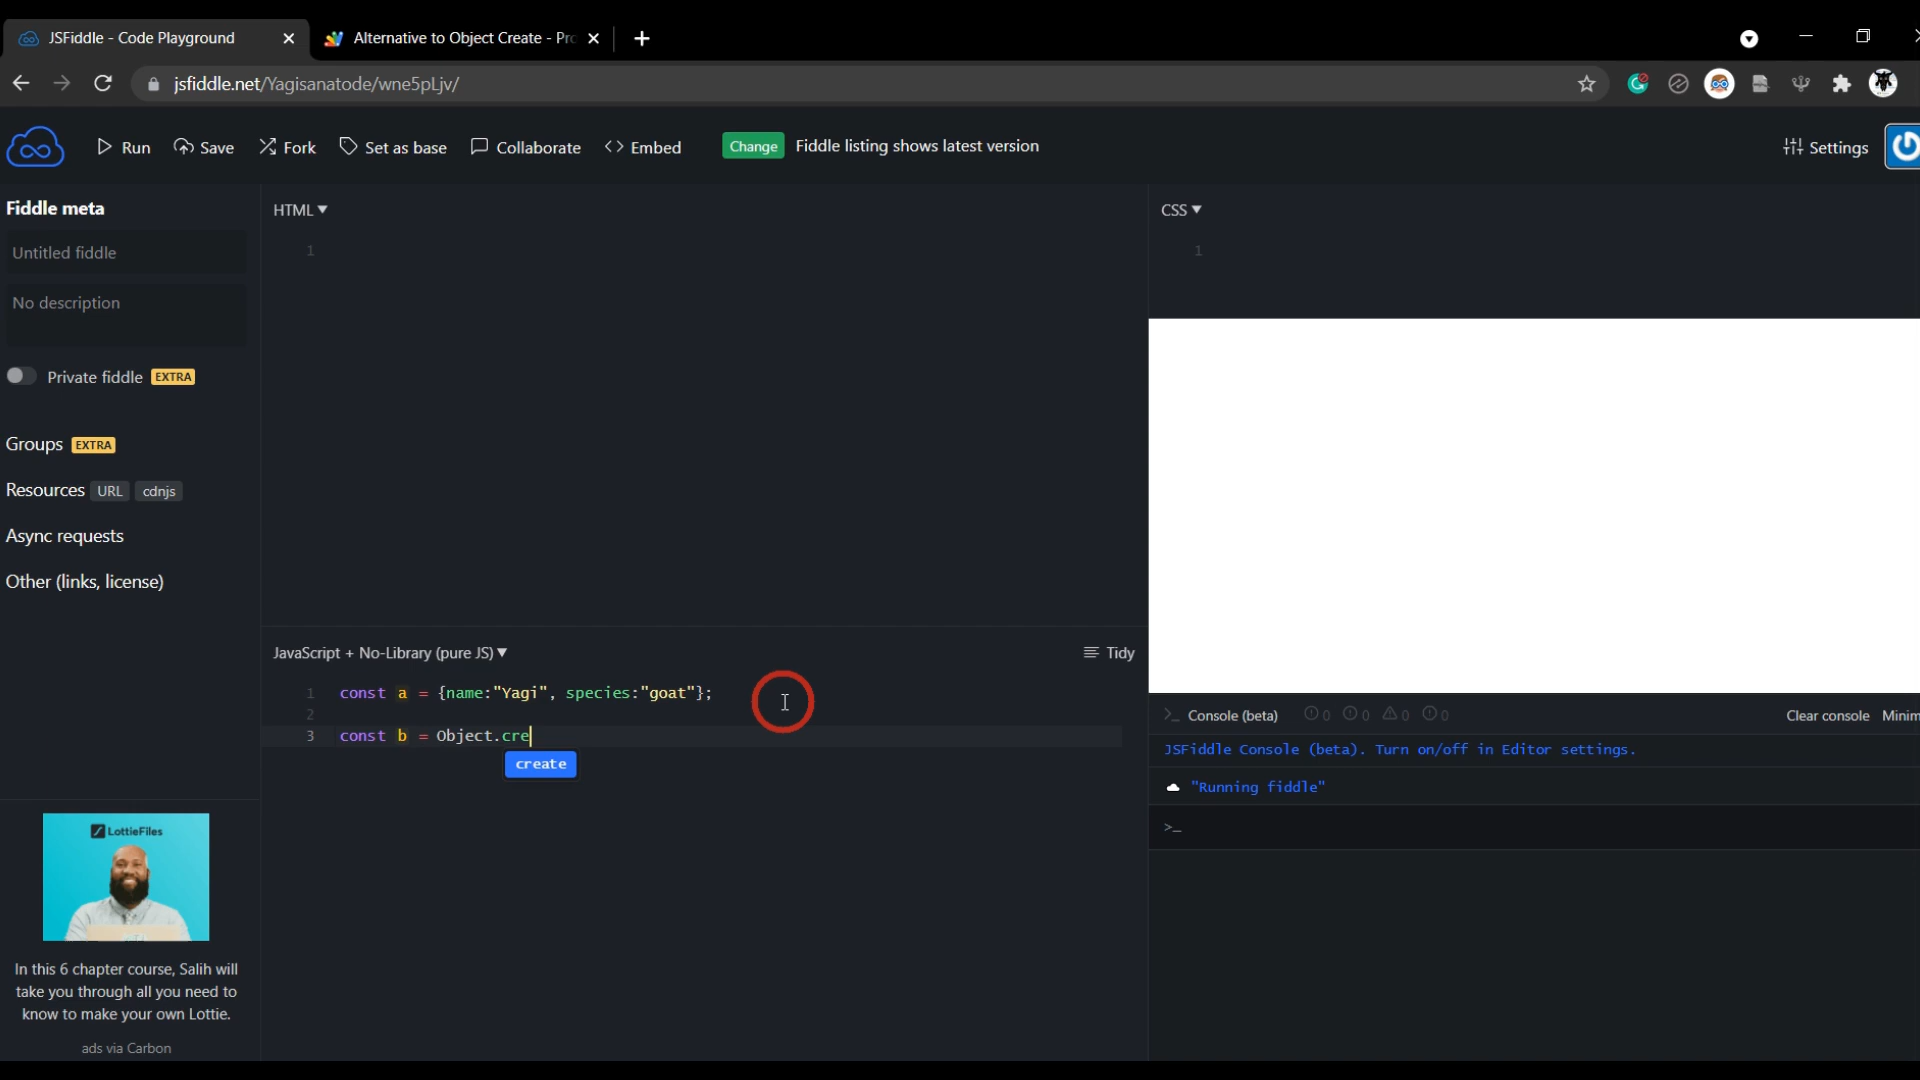 JSFiddle - Code Playground
Alternative to Object Create - Pr
jsfiddle.net/Yagisanatode/wne5pLjv/
Run
Save
Fork
Set as base
Collaborate
Embed
Change
Fiddle listing shows latest version
Settings
Fiddle meta
Untitled fiddle
No description
Private fiddle EXTRA
Groups EXTRA
Resources URL cdnjs
Async requests
Other (links, license)
LottieFiles
In this 6 chapter course, Salih will
take you through all you need to
know to make your own Lottie.
ads via Carbon
HTML
1
JavaScript + No-Library (pure JS)
Tidy
1 const a = {name:"Yagi", species:"goat"};
2
3 const b = Object.cre
create
CSS
1
>_ Console (beta) 0 0 0 0
Clear console Minim
JSFiddle Console (beta). Turn on/off in Editor settings.
"Running fiddle"
>_